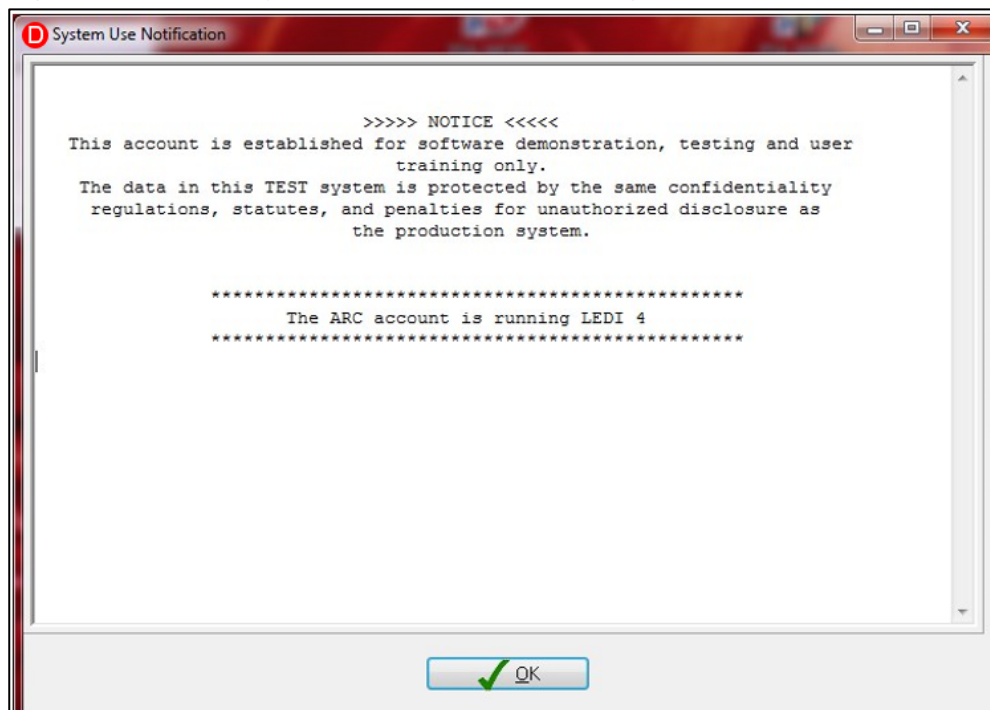 D System Use Notification
>>>>> NOTICE <<<<<
This account is established for software demonstration, testing and user
training only.
The data in this TEST system is protected by the same confidentiality
regulations, statutes, and penalties for unauthorized disclosure as
the production system.
*************************************************
The ARC account is running LEDI 4
*************************************************
OK